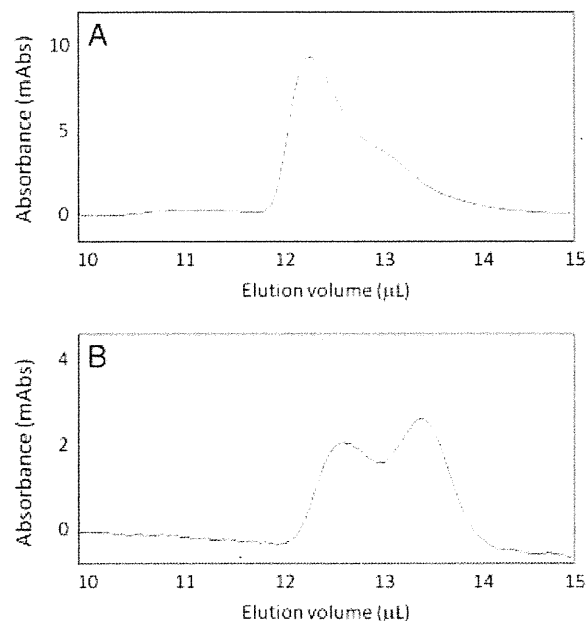 A
Absorbance (mAbs)
10
5
0
10 11 12 13 14 15
Elution volume (µL)
B
Absorbance (mAbs)
4
2
0
10 11 12 13 14 15
Elution volume (µL)